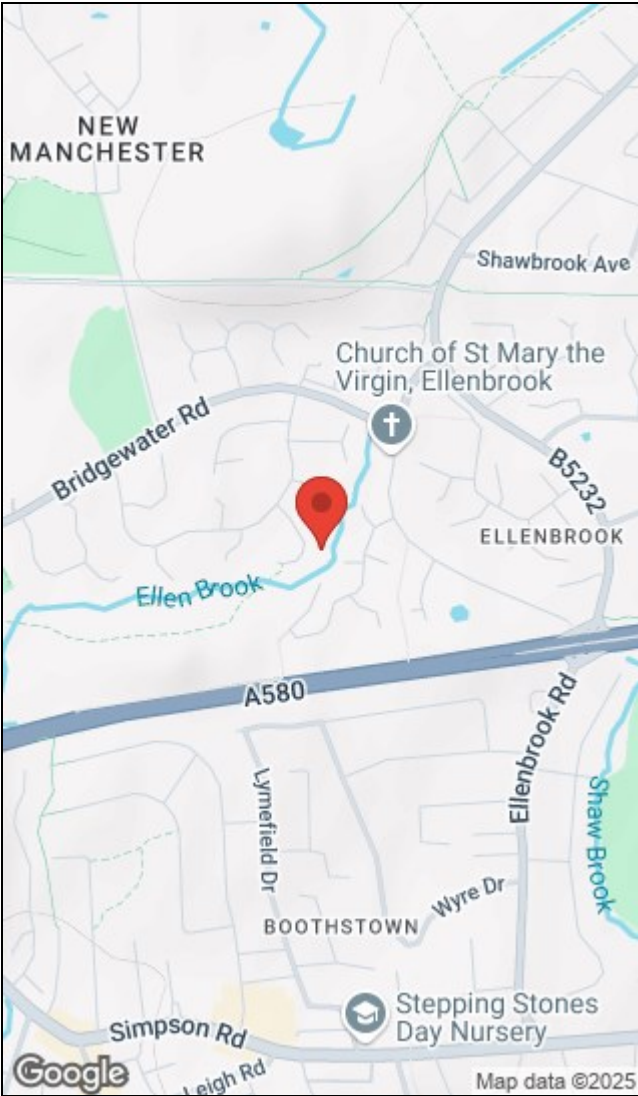 NEW
MANCHESTER
Shawbrook Ave
Church of St Mary the
Virgin, Ellenbrook
Bridgewater Rd
B5232
ELLENBROOK
Ellen Brook
A580
Ellenbrook Rd
Lymefield Dr
Shaw Brook
Wyre Dr
BOOTHSTOWN
Stepping Stones
Day Nursery
Simpson Rd
Leigh Rd
Google
Map data ©2025